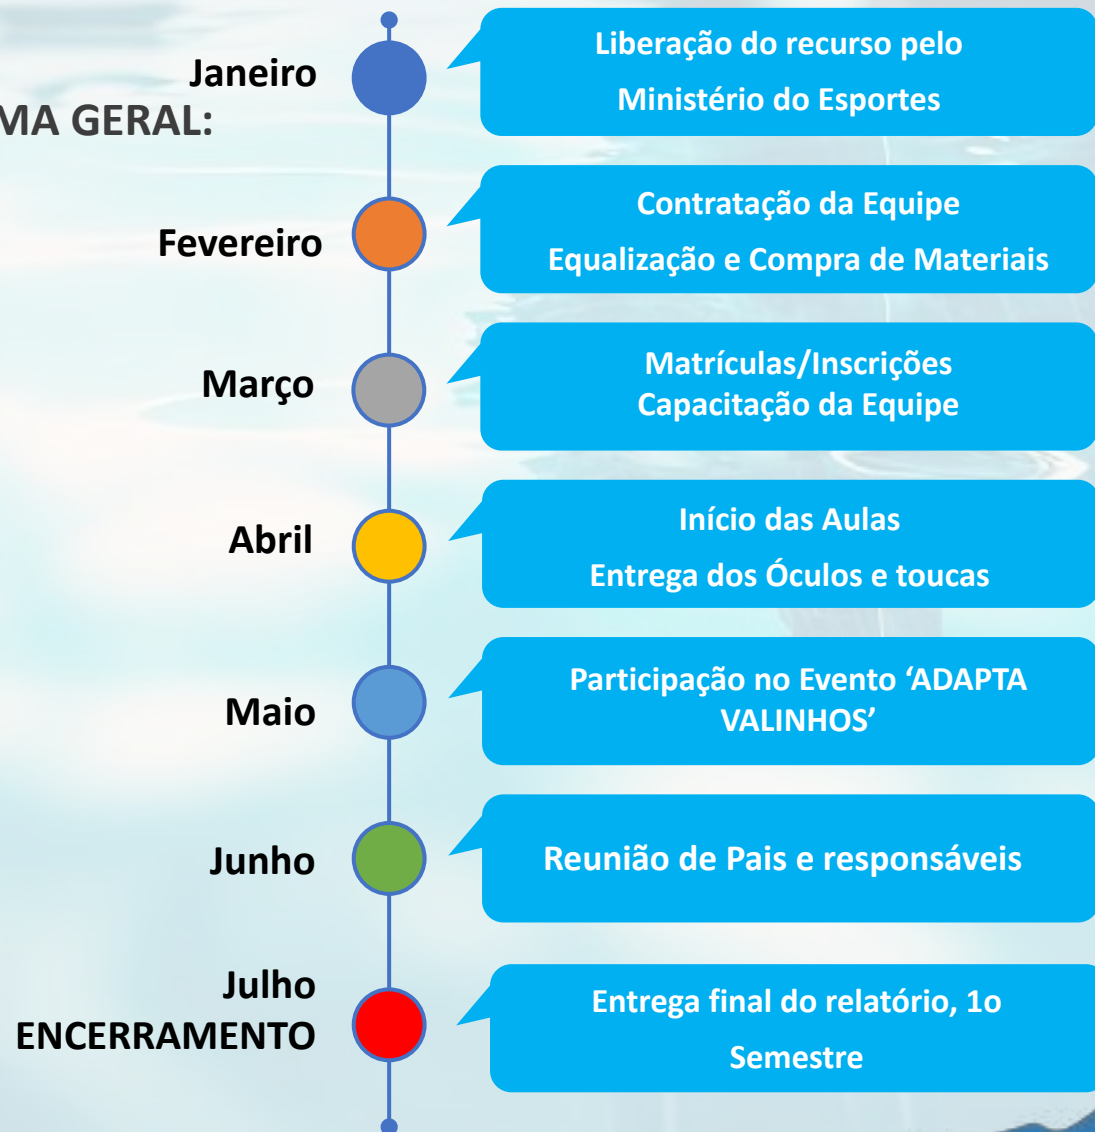 Janeiro
MA GERAL:
Liberação do recurso pelo
Ministério do Esportes
Fevereiro
Contratação da Equipe
Equalização e Compra de Materiais
Março
Matrículas/Inscrições
Capacitação da Equipe
Abril
Início das Aulas
Entrega dos Óculos e toucas
Maio
Participação no Evento ‘ADAPTA
VALINHOS’
Junho
Reunião de Pais e responsáveis
Julho
ENCERRAMENTO
Entrega final do relatório, 1o
Semestre